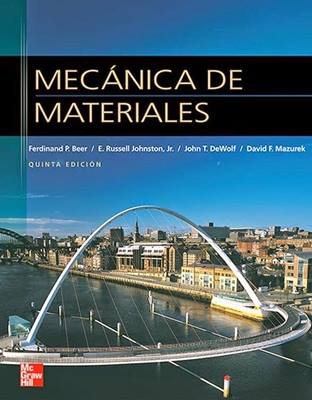 MECÁNICA DE
MATERIALES
Ferdinand P. Beer / E. Russell Johnston, Jr. / John T. DeWolf / David F. Mazurek
QUINTA EDICIÓN
Mc
Graw
Hill